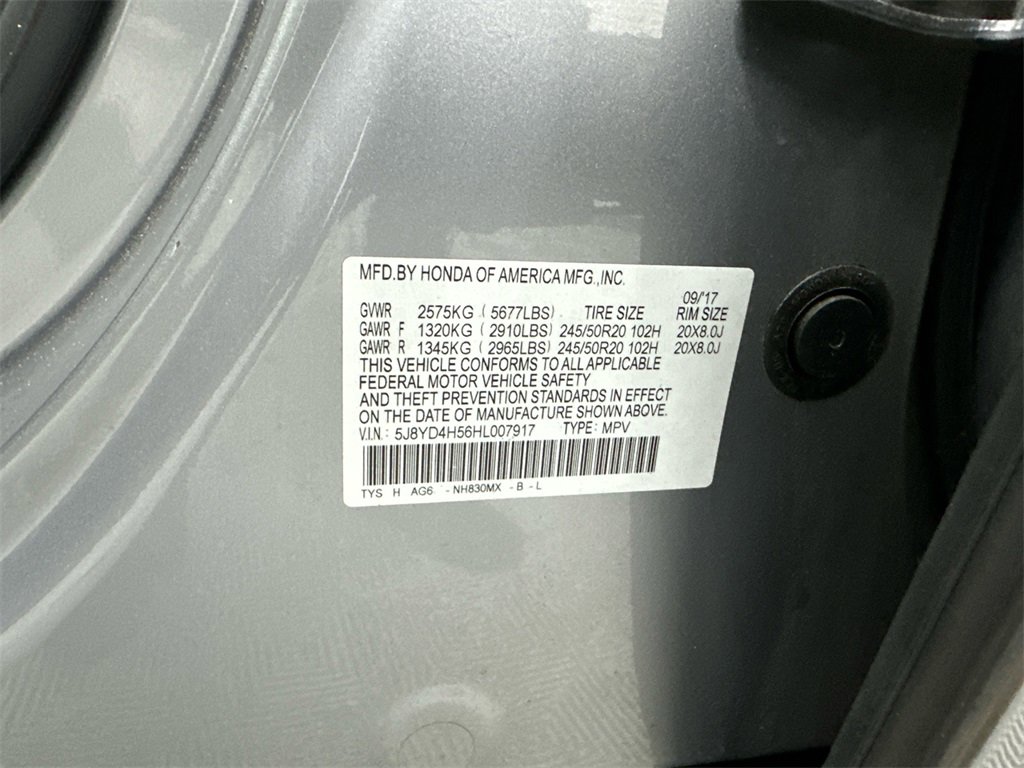 MFD.BY HONDA OF AMERICA MFG.,INC.
09/'17
GVWR 2575KG ( 5677LBS) TIRE SIZE RIM SIZE
GAWR F 1320KG ( 2910LBS) 245/50R20 102H 20X8.0J
GAWR R 1345KG ( 2965LBS) 245/50R20 102H 20X8.0J
THIS VEHICLE CONFORMS TO ALL APPLICABLE
FEDERAL MOTOR VEHICLE SAFETY
AND THEFT PREVENTION STANDARDS IN EFFECT
ON THE DATE OF MANUFACTURE SHOWN ABOVE.
V.I.N.: 5J8YD4H56HL007917 TYPE: MPV
TYS H AG6 -NH830MX -B -L